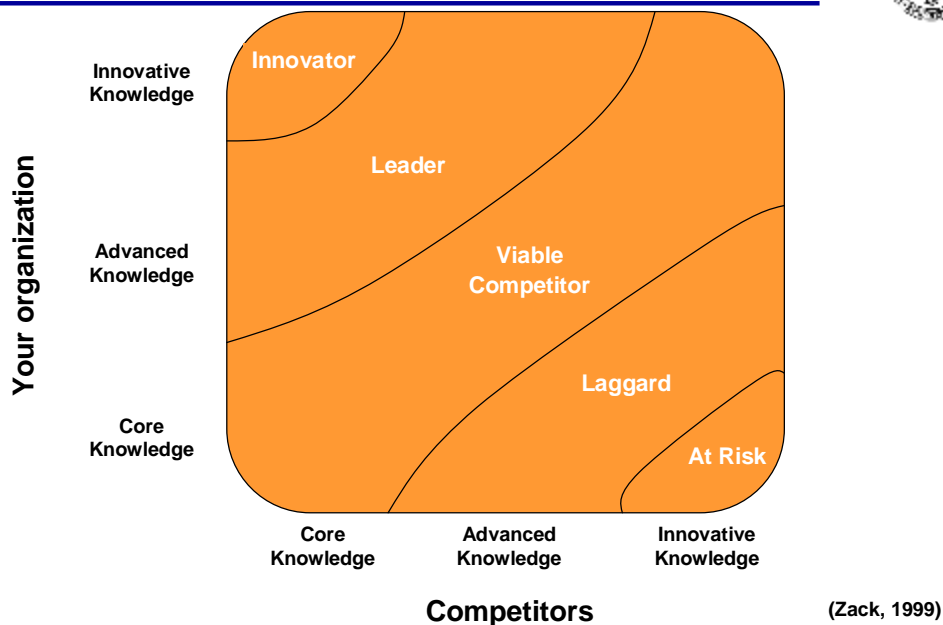 Innovator
Innovative
Knowledge
Leader
Your organization
Advanced
Knowledge
Viable
Competitor
Laggard
Core
Knowledge
At Risk
Core
Knowledge
Advanced
Knowledge
Innovative
Knowledge
Competitors
(Zack, 1999)